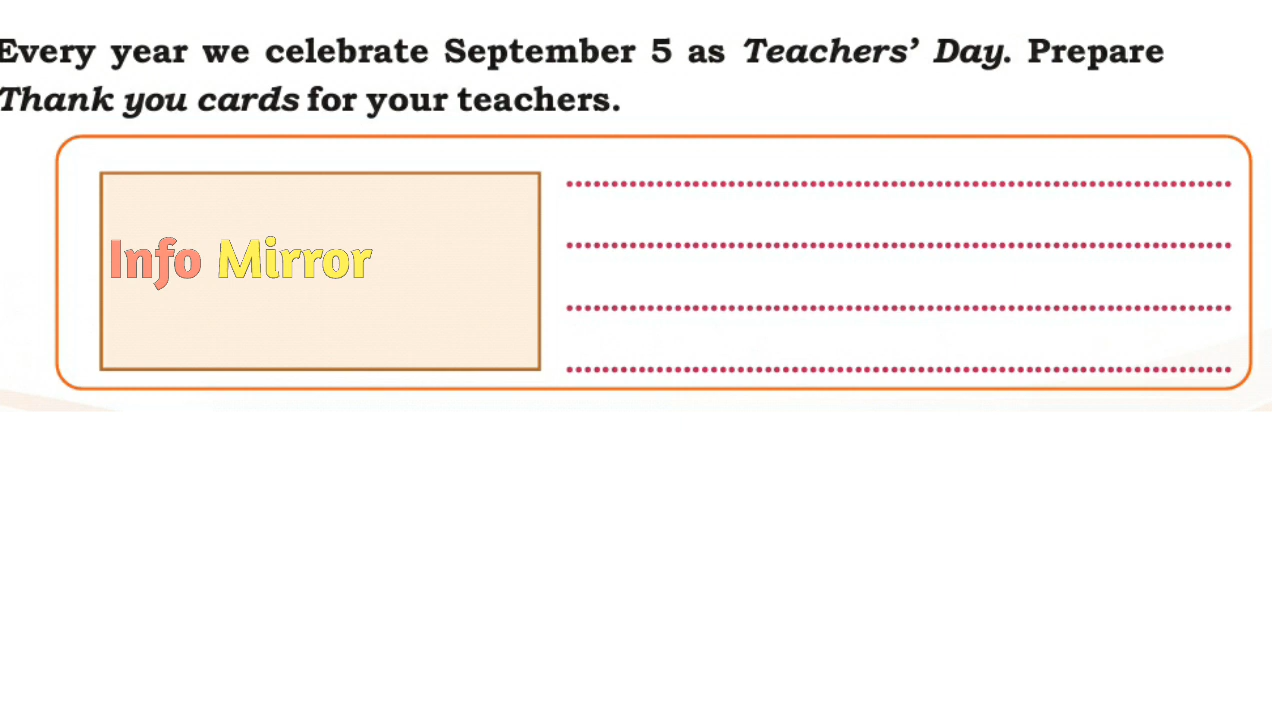 Every year we celebrate September 5 as Teachers’ Day. Prepare
Thank you cards for your teachers.
Info Mirror